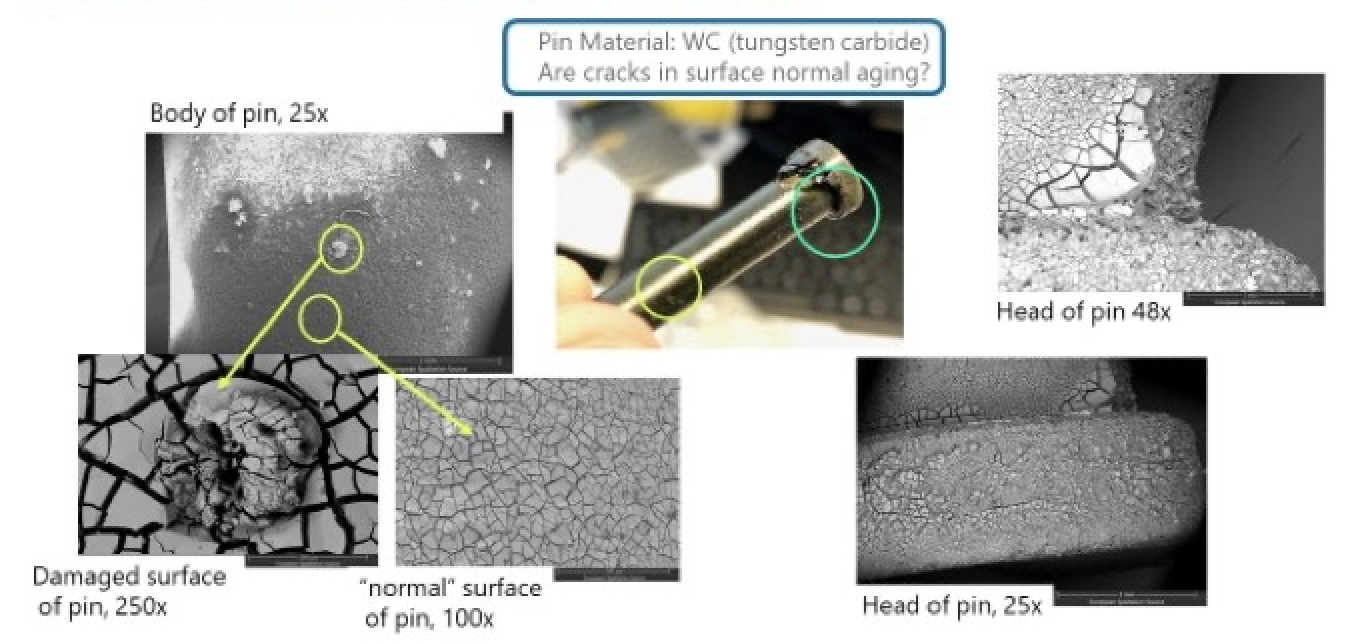 Pin Material: WC (tungsten carbide)
Are cracks in surface normal aging?
Body of pin, 25x
Head of pin 48x
Damaged surface
of pin, 250x
"normal" surface
of pin, 100x
Head of pin, 25x